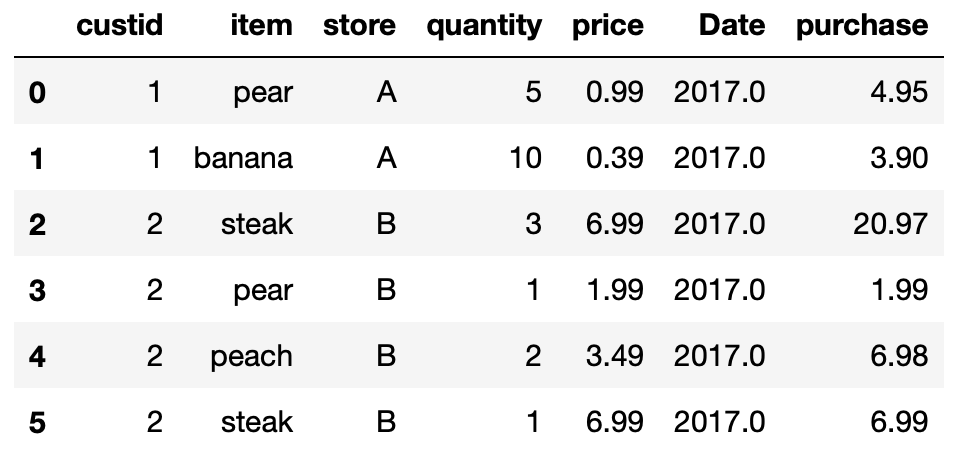 custid item store quantity price Date purchase
0 1 pear A 5 0.99 2017.0 4.95
1 1 banana A 10 0.39 2017.0 3.90
2 2 steak B 3 6.99 2017.0 20.97
3 2 pear B 1 1.99 2017.0 1.99
4 2 peach B 2 3.49 2017.0 6.98
5 2 steak B 1 6.99 2017.0 6.99